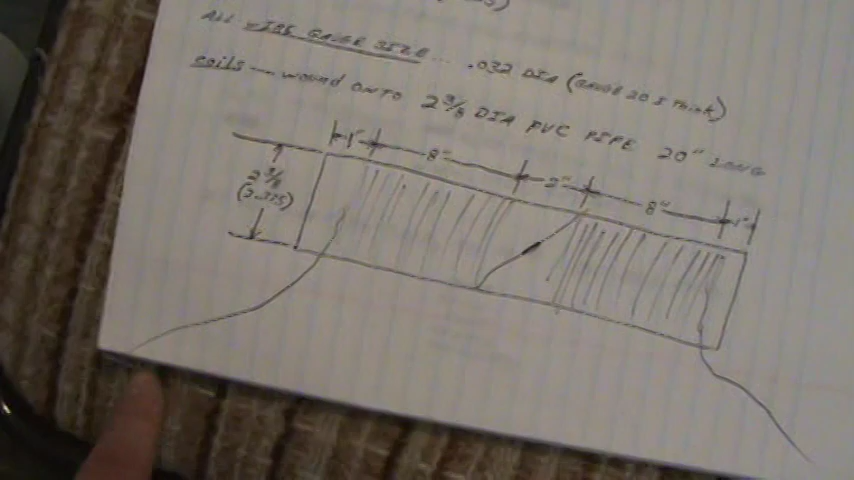 ALL WIRE GAUGE SIZE... .032 DIA (GAUGE 20 I THINK)
coils — wound ONTO 2 3/8 DIA PVC PIPE 20" LONG
1" 8" 2" 8" 1"
2 3/8
(2.375)